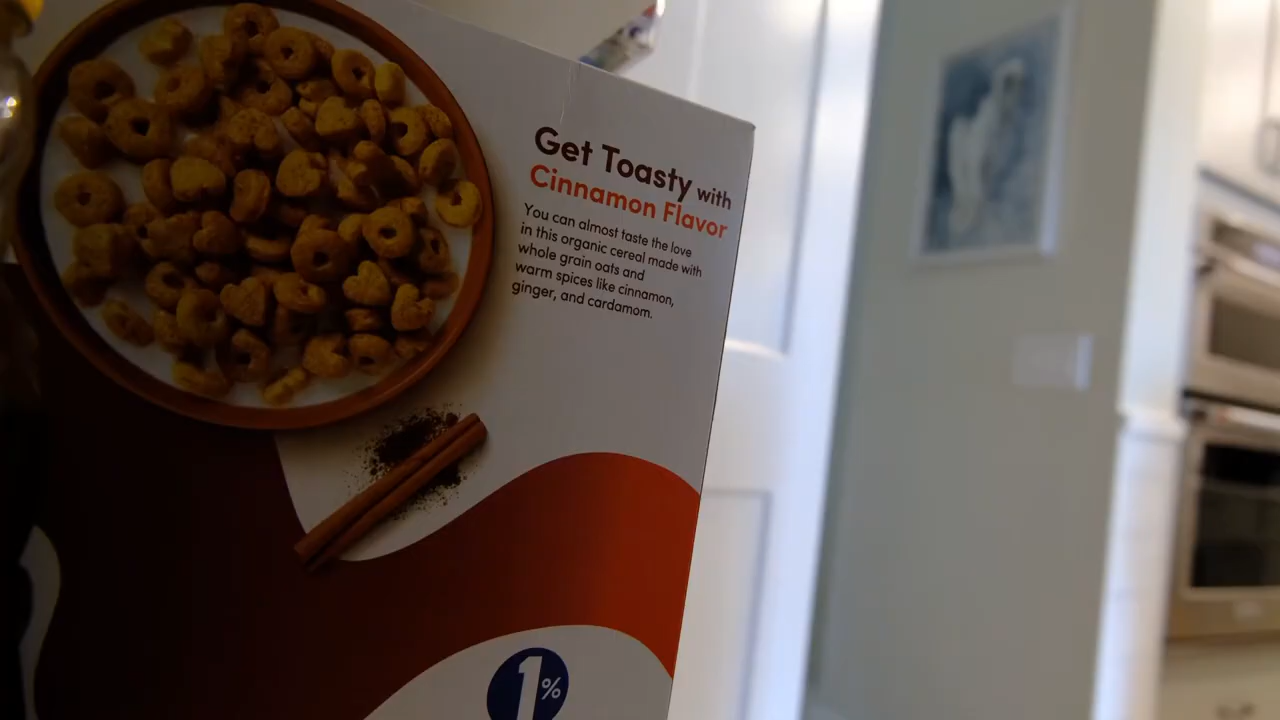 Get Toasty with
Cinnamon Flavor
You can almost taste the love
in this organic cereal made with
whole grain oats and
warm spices like cinnamon,
ginger, and cardamom.
1%